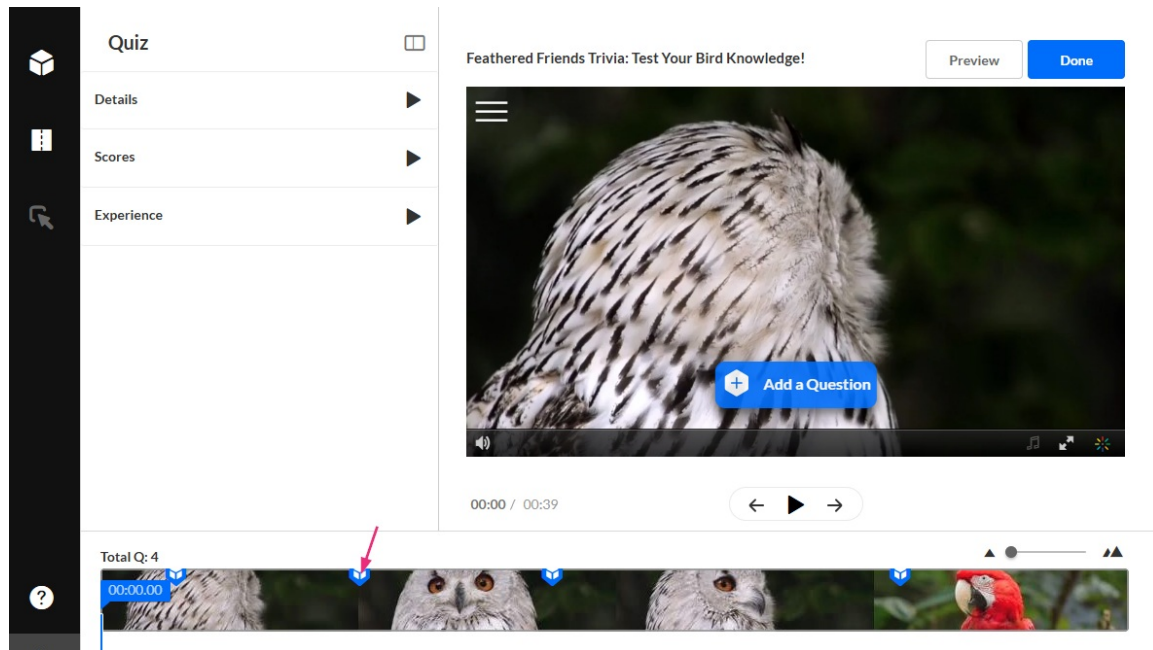 Quiz
Details
Scores
Experience
Feathered Friends Trivia: Test Your Bird Knowledge!
Preview
Done
Add a Question
00:00 / 00:39
Total Q: 4
00:00.00
?